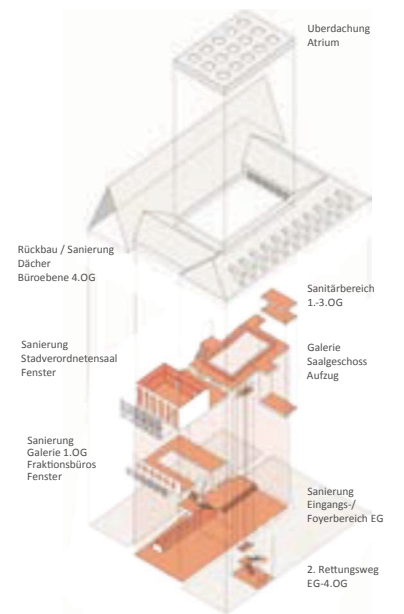 Uberdachung
Atrium
Rückbau / Sanierung
Dächer
Büroebene 4.OG
Sanitärbereich
1.-3.OG
Sanierung
Stadverordnetensaal
Fenster
Galerie
Saalgeschoss
Aufzug
Sanierung
Galerie 1.OG
Fraktionsbüros
Fenster
Sanierung
Eingangs-/
Foyerbereich EG
2. Rettungsweg
EG-4.OG